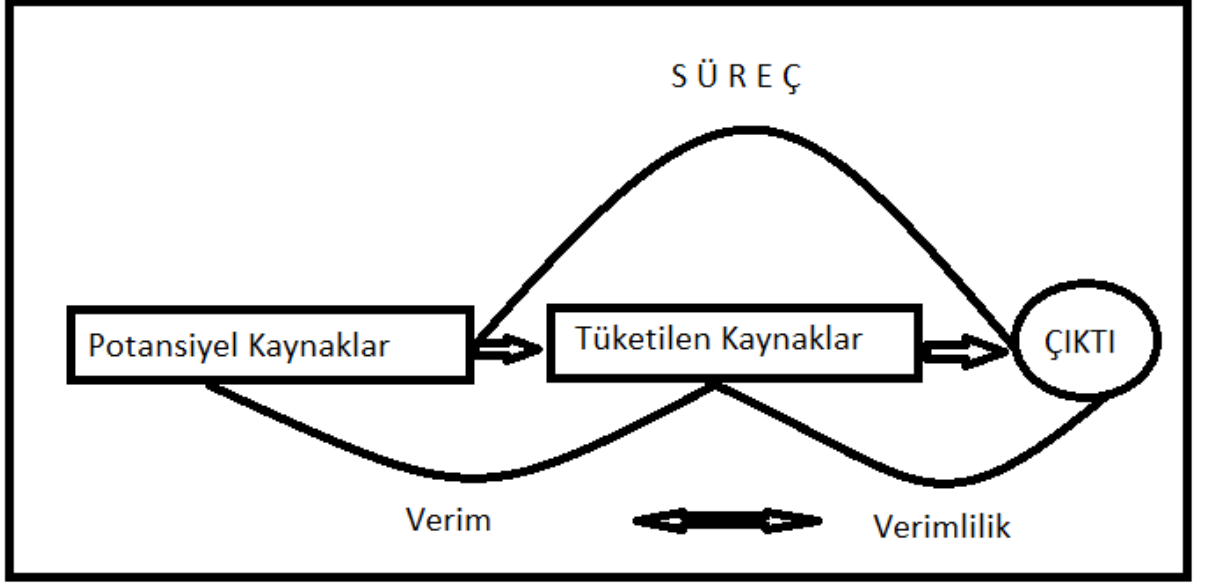 S Ü R E Ç
Potansiyel Kaynaklar
Tüketilen Kaynaklar
ÇIKTI
Verim
Verimlilik